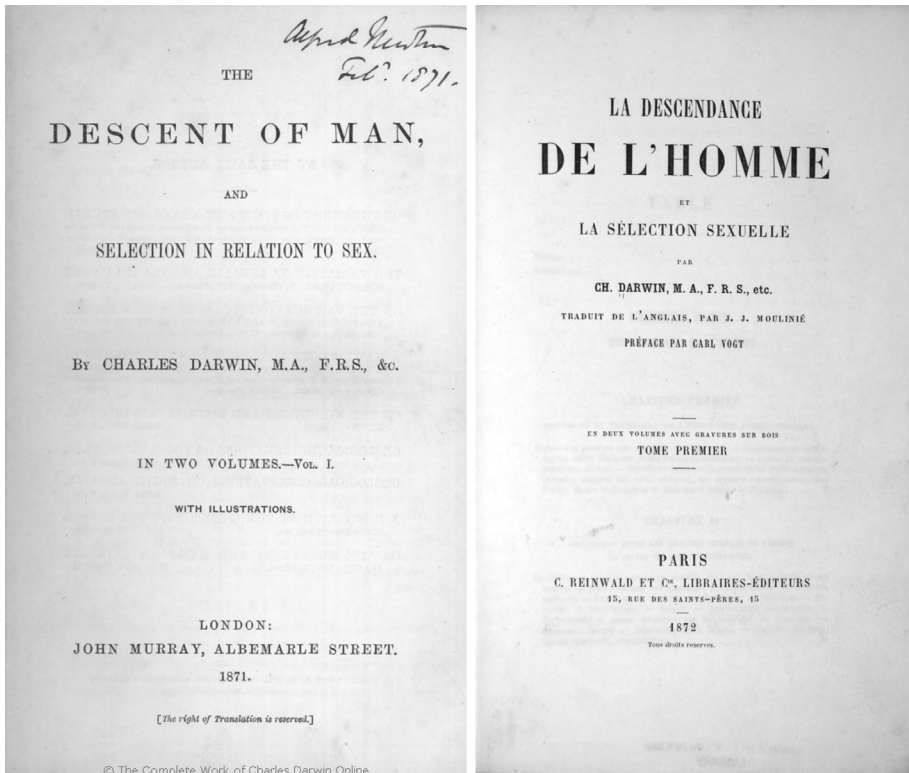 Alfred Newton
Feb. 1871.
THE
DESCENT OF MAN,
AND
SELECTION IN RELATION TO SEX.
BY CHARLES DARWIN, M.A., F.R.S., &c.
IN TWO VOLUMES.—VOL. I.
WITH ILLUSTRATIONS.
LONDON:
JOHN MURRAY, ALBEMARLE STREET.
1871.
[The right of Translation is reserved.]
© The Complete Work of Charles Darwin Online
LA DESCENDANCE
DE L'HOMME
ET
LA SÉLECTION SEXUELLE
PAR
CH. DARWIN, M. A., F. R. S., etc.
TRADUIT DE L'ANGLAIS, PAR J. J. MOULINIÉ
PRÉFACE PAR CARL VOGT
EN DEUX VOLUMES AVEC GRAVURES SUR BOIS
TOME PREMIER
PARIS
C. REINWALD ET Cie, LIBRAIRES-ÉDITEURS
15, RUE DES SAINTS-PÈRES, 15
1872
Tous droits reserves.